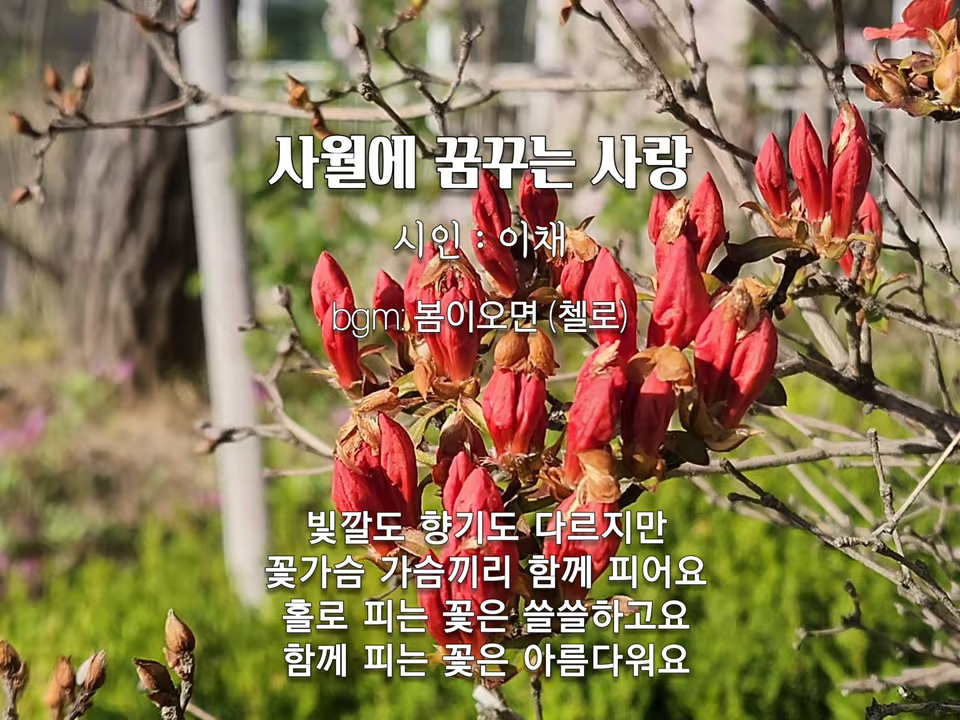 사월에 꿈꾸는 사랑
시인 : 이채
bgm: 봄이오면 (첼로)
빛깔도 향기도 다르지만
꽃가슴 가슴끼리 함께 피어요
홀로 피는 꽃은 쓸쓸하고요
함께 피는 꽃은 아름다워요